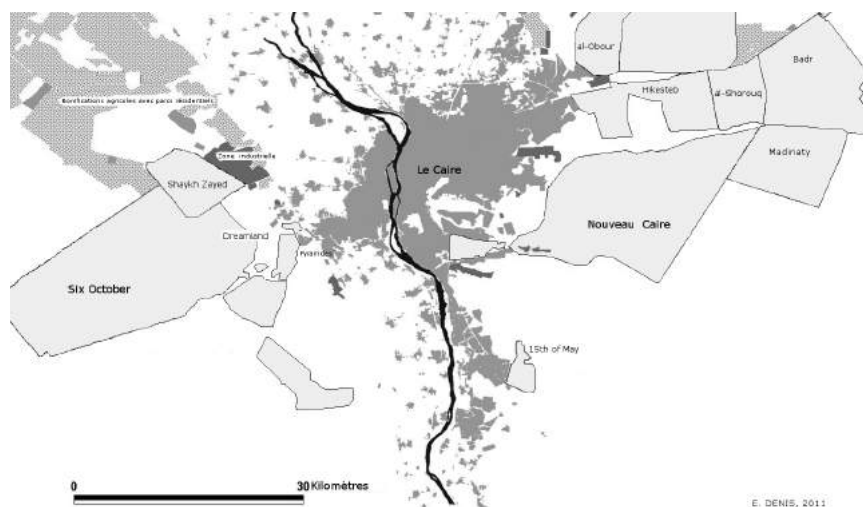 al-Obour
Badr
Hikesteb
al-Shorouq
Bonifications agricoles avec parcs résidentiels
Zone industrielle
Le Caire
Madinaty
Shaykh Zayed
Nouveau Caire
Dreamland
Pyramides
Six October
15th of May
0
30 Kilomètres
E. DENIS, 2011